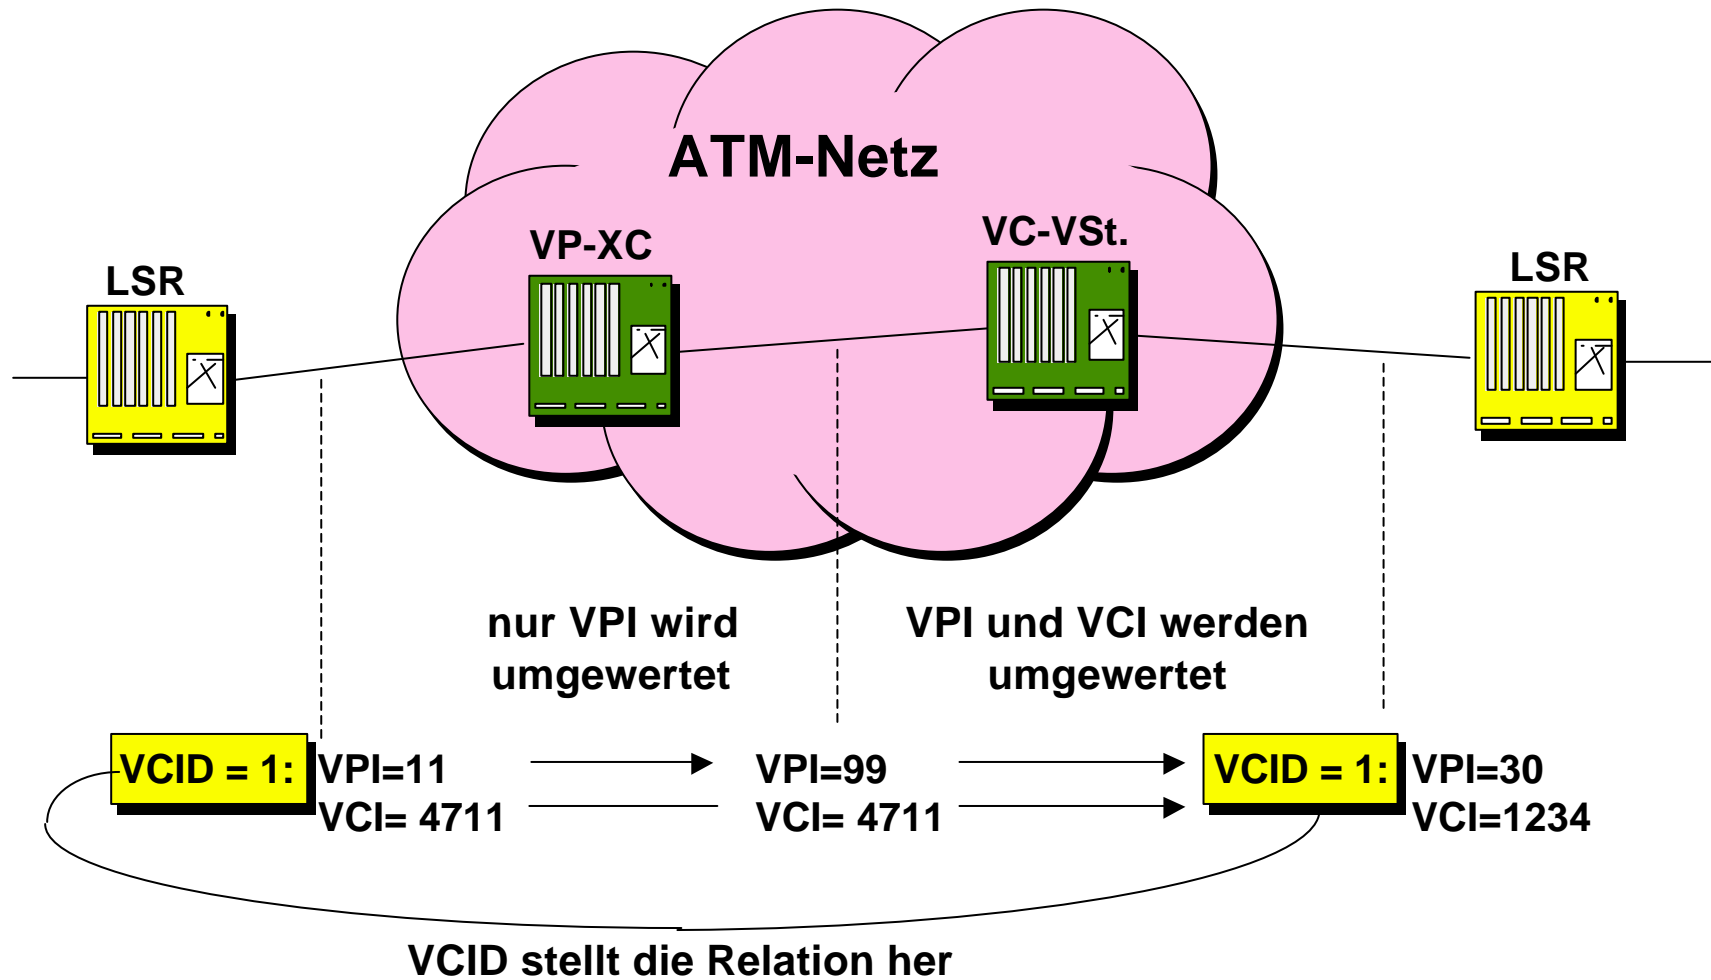 ATM-Netz
VP-XC
VC-VSt.
LSR
LSR
nur VPI wird
umgewertet
VPI und VCI werden
umgewertet
VCID = 1:
VPI=11
VCI= 4711
VPI=99
VCI= 4711
VCID = 1:
VPI=30
VCI=1234
VCID stellt die Relation her